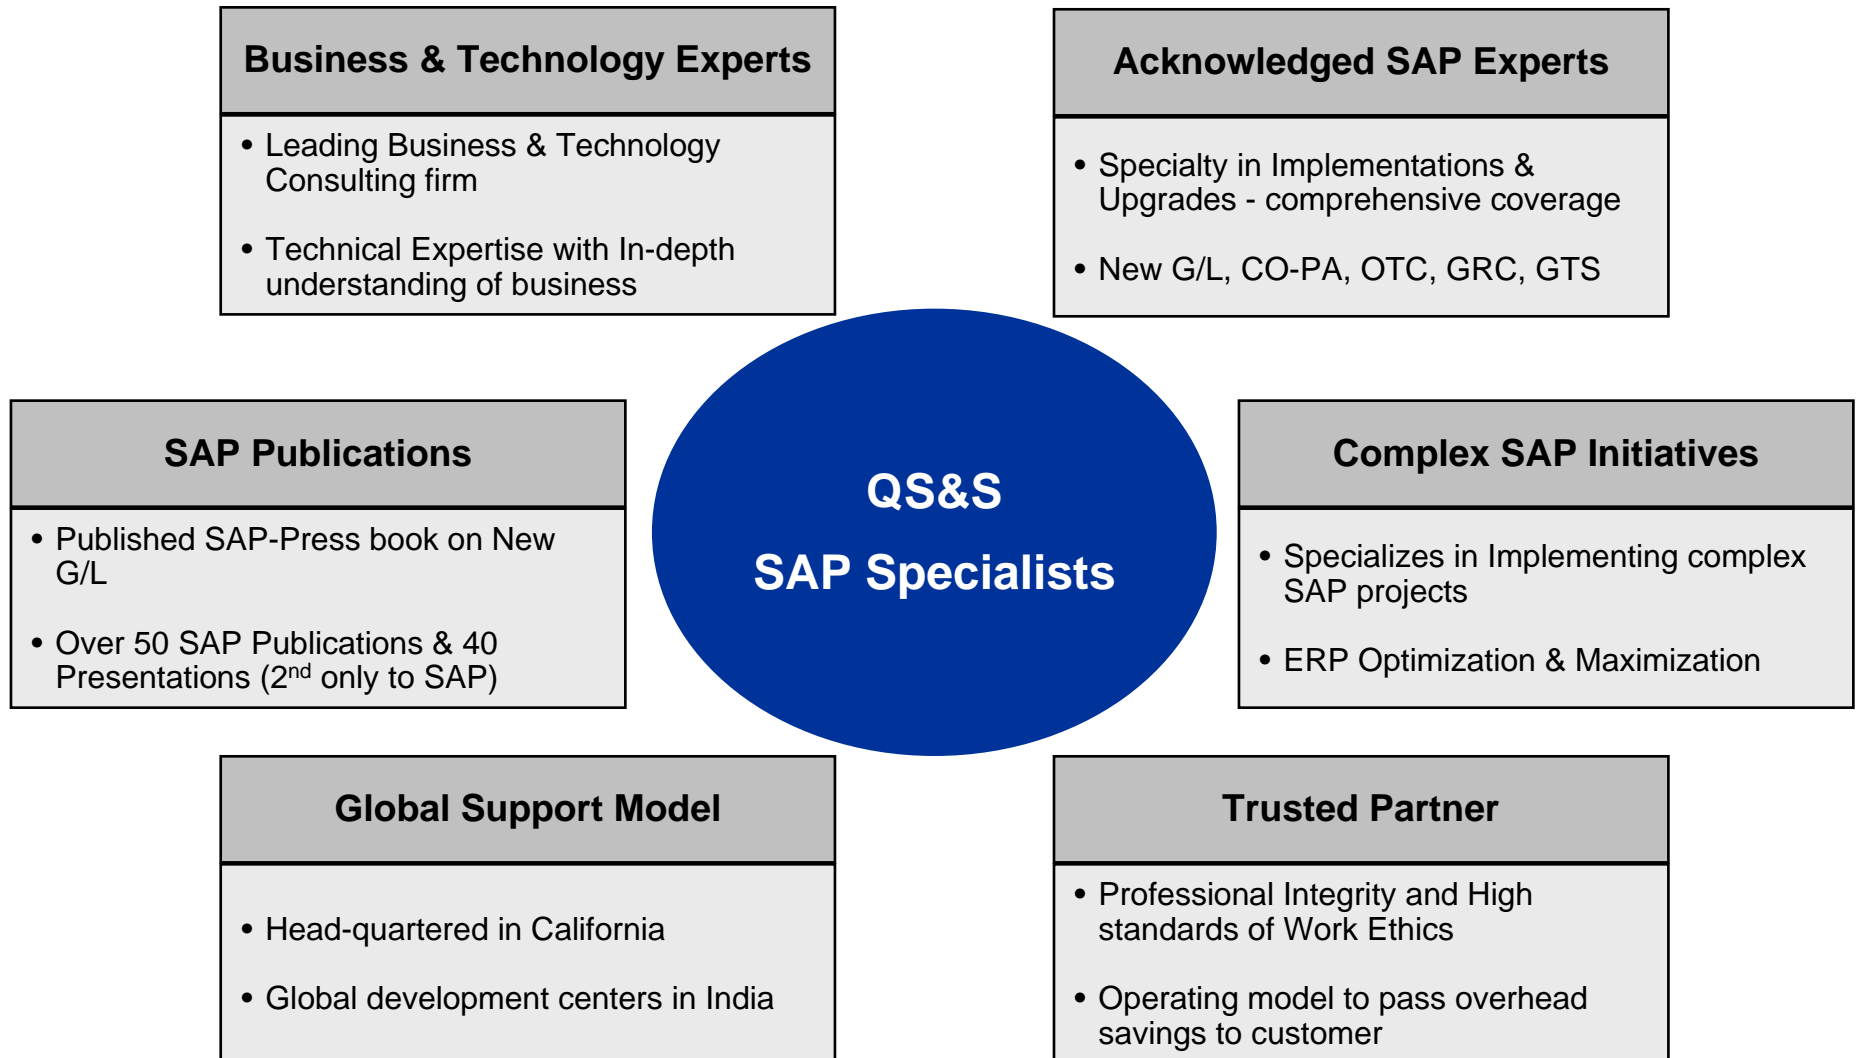 Business & Technology Experts
• Leading Business & Technology
Consulting firm
• Technical Expertise with In-depth
understanding of business
Acknowledged SAP Experts
• Specialty in Implementations &
Upgrades - comprehensive coverage
• New G/L, CO-PA, OTC, GRC, GTS
SAP Publications
• Published SAP-Press book on New
G/L
• Over 50 SAP Publications & 40
Presentations (2nd only to SAP)
QS&S
SAP Specialists
Complex SAP Initiatives
• Specializes in Implementing complex
SAP projects
• ERP Optimization & Maximization
Global Support Model
• Head-quartered in California
• Global development centers in India
Trusted Partner
• Professional Integrity and High
standards of Work Ethics
• Operating model to pass overhead
savings to customer